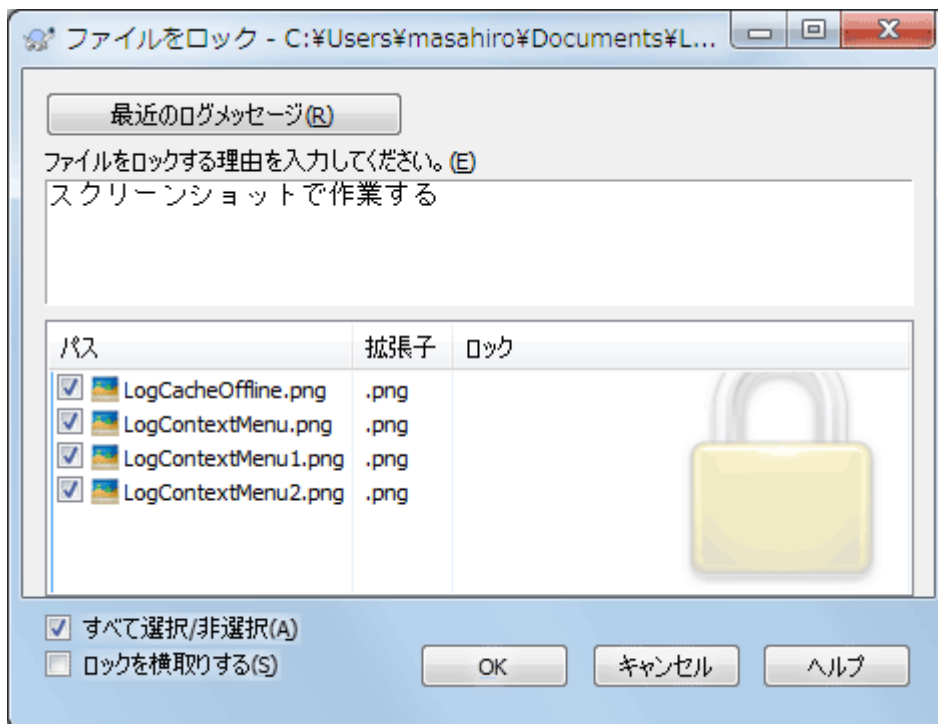 ファイルをロック - C:¥Users¥masahiro¥Documents¥L...
最近のログメッセージ(R)
ファイルをロックする理由を入力してください。(E)
スクリーンショットで作業する
パス 拡張子 ロック
LogCacheOffline.png .png
LogContextMenu.png .png
LogContextMenu1.png .png
LogContextMenu2.png .png
すべて選択/非選択(A)
ロックを横取りする(S)
OK キャンセル ヘルプ